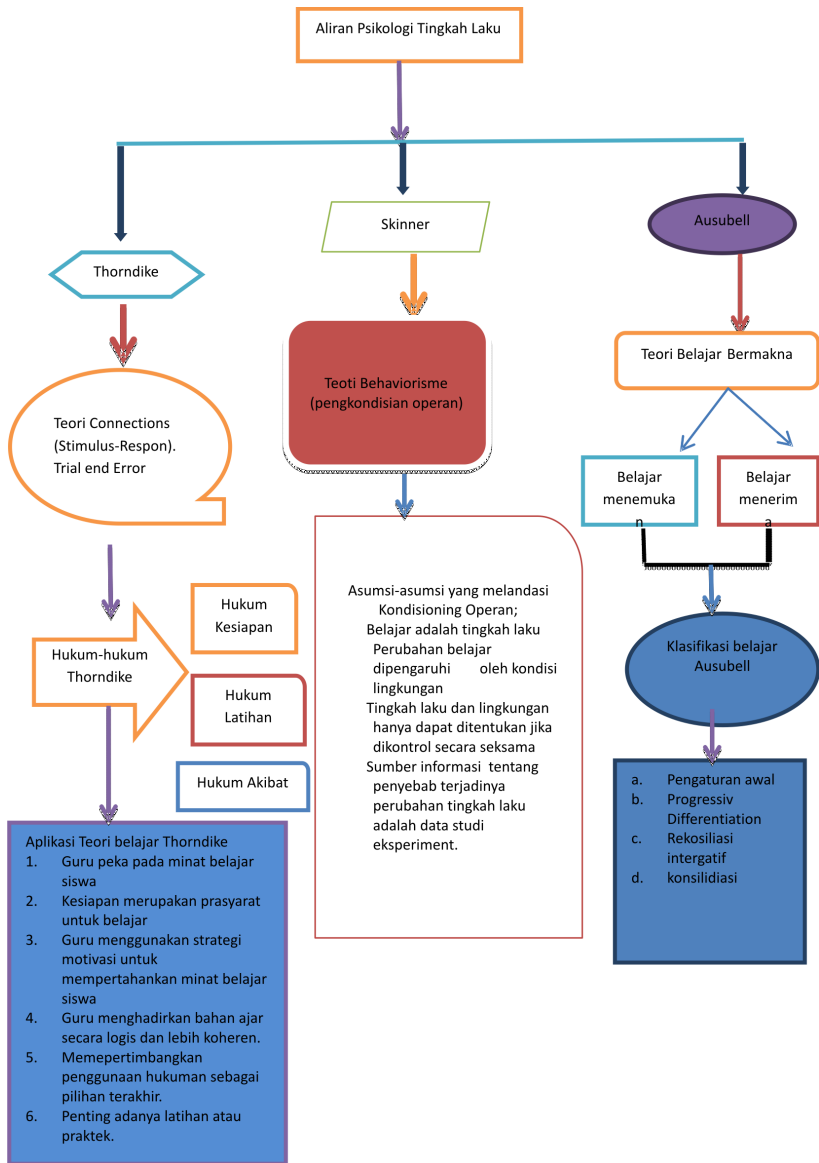 Aliran Psikologi Tingkah Laku
Thorndike
Teori Connections
(Stimulus-Respon).
Trial end Error
Hukum-hukum
Thorndike
Hukum
Kesiapan
Hukum
Latihan
Hukum Akibat
Aplikasi Teori belajar Thorndike
1. Guru peka pada minat belajar
siswa
2. Kesiapan merupakan prasyarat
untuk belajar
3. Guru menggunakan strategi
motivasi untuk
mempertahankan minat belajar
siswa
4. Guru menghadirkan bahan ajar
secara logis dan lebih koheren.
5. Memepertimbangkan
penggunaan hukuman sebagai
pilihan terakhir.
6. Penting adanya latihan atau
praktek.
Skinner
Teoti Behaviorisme
(pengkondisian operan)
Asumsi-asumsi yang melandasi
Kondisioning Operan;
Belajar adalah tingkah laku
Perubahan belajar
dipengaruhi oleh kondisi
lingkungan
Tingkah laku dan lingkungan
hanya dapat ditentukan jika
dikontrol secara seksama
Sumber informasi tentang
penyebab terjadinya
perubahan tingkah laku
adalah data studi
eksperiment.
Ausubell
Teori Belajar Bermakna
Belajar
menemuka
n
Belajar
menerim
a
Klasifikasi belajar
Ausubell
a. Pengaturan awal
b. Progressiv
Differentiation
c. Rekosiliasi
intergatif
d. konsilidiasi